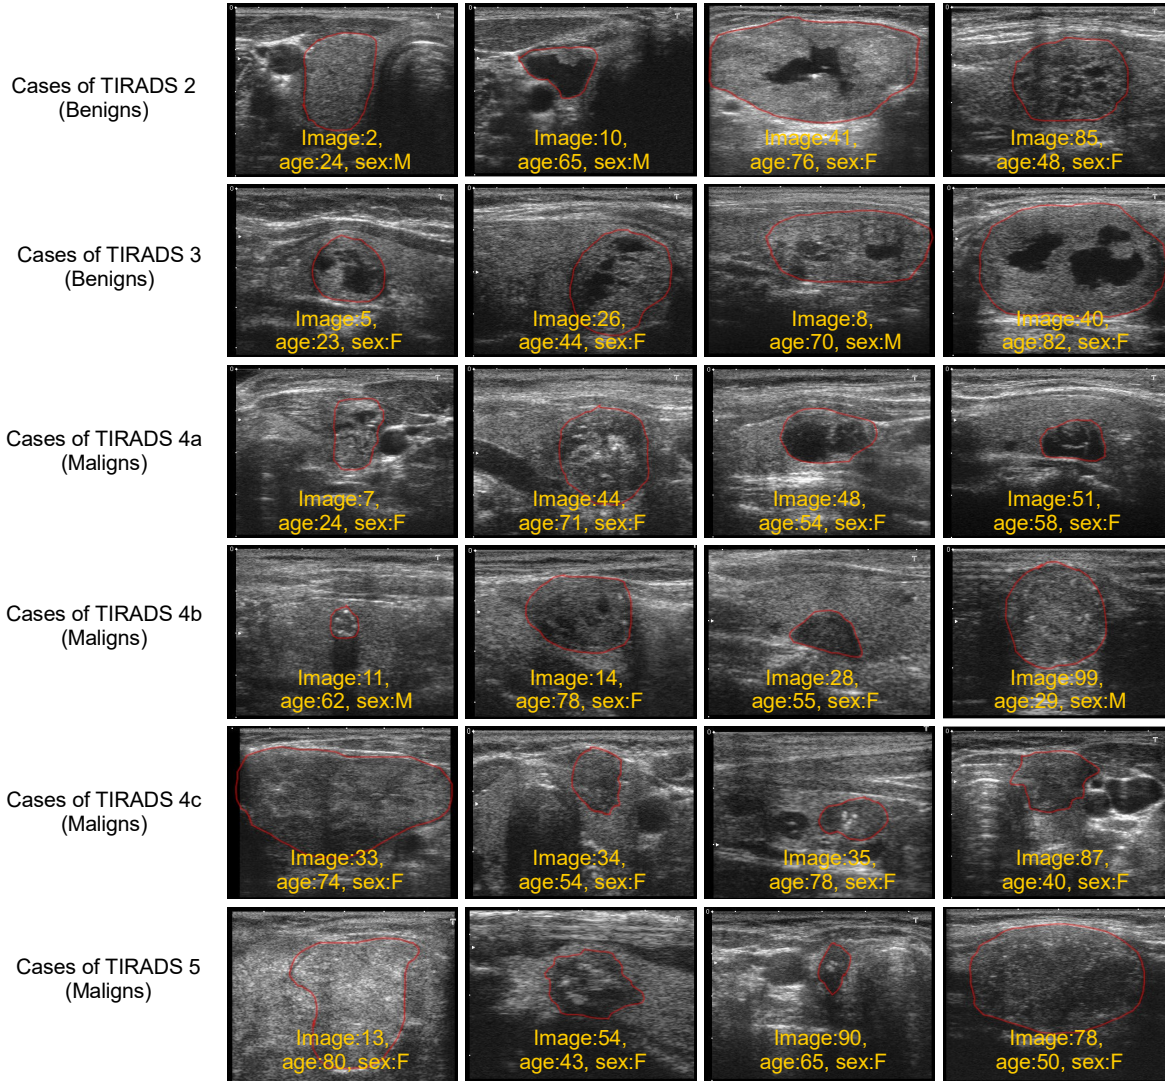 Cases of TIRADS 2
(Benigns)
Image:2,
age:24, sex:M
Image:10,
age:65, sex:M
Image:41,
age:76, sex:F
Image:85,
age:48, sex:F
Cases of TIRADS 3
(Benigns)
Image:5,
age:23, sex:F
Image:26,
age:44, sex:F
Image:8,
age:70, sex:M
Image:40,
age:82, sex:F
Cases of TIRADS 4a
(Maligns)
Image:7,
age:24, sex:F
Image:44,
age:71, sex:F
Image:48,
age:54, sex:F
Image:51,
age:58, sex:F
Cases of TIRADS 4b
(Maligns)
Image:11,
age:62, sex:M
Image:14,
age:78, sex:F
Image:28,
age:55, sex:F
Image:99,
age:29, sex:M
Cases of TIRADS 4c
(Maligns)
Image:33,
age:74, sex:F
Image:34,
age:54, sex:F
Image:35,
age:78, sex:F
Image:87,
age:40, sex:F
Cases of TIRADS 5
(Maligns)
Image:13,
age:80, sex:F
Image:54,
age:43, sex:F
Image:90,
age:65, sex:F
Image:78,
age:50, sex:F